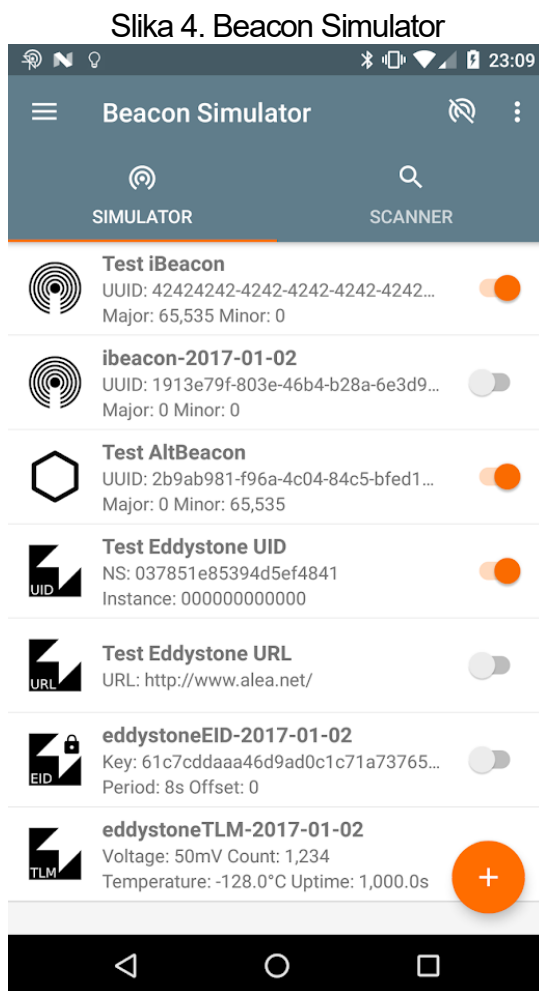 Slika 4. Beacon Simulator
23:09
Beacon Simulator
SIMULATOR
SCANNER
Test iBeacon
UUID: 42424242-4242-4242-4242-4242...
Major: 65,535 Minor: 0
ibeacon-2017-01-02
UUID: 1913e79f-803e-46b4-b28a-6e3d9...
Major: 0 Minor: 0
Test AltBeacon
UUID: 2b9ab981-f96a-4c04-84c5-bfed1...
Major: 0 Minor: 65,535
Test Eddystone UID
NS: 037851e85394d5ef4841
UID
Instance: 000000000000
Test Eddystone URL
URL
URL: http://www.alea.net/
eddystoneEID-2017-01-02
Key: 61c7cddaaa46d9ad0c1c71a73765...
EID
Period: 8s Offset: 0
eddystoneTLM-2017-01-02
Voltage: 50mV Count: 1,234
TLM
Temperature: -128.0°C Uptime: 1,000.0s
+